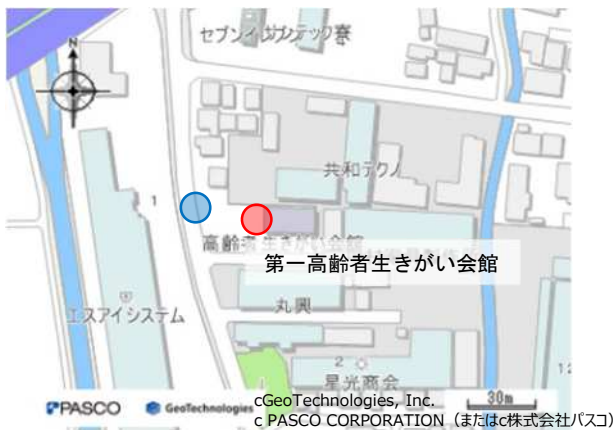 セブンインテック寮
N
共和テクノ
1
高齢者生きがい会館
第一高齢者生きがい会館
エスアイシステム
丸興
2
星光商会
12
PASCO
GeoTechnologies
cGeoTechnologies, Inc.
30m
c PASCO CORPORATION（またはc株式会社パスコ）